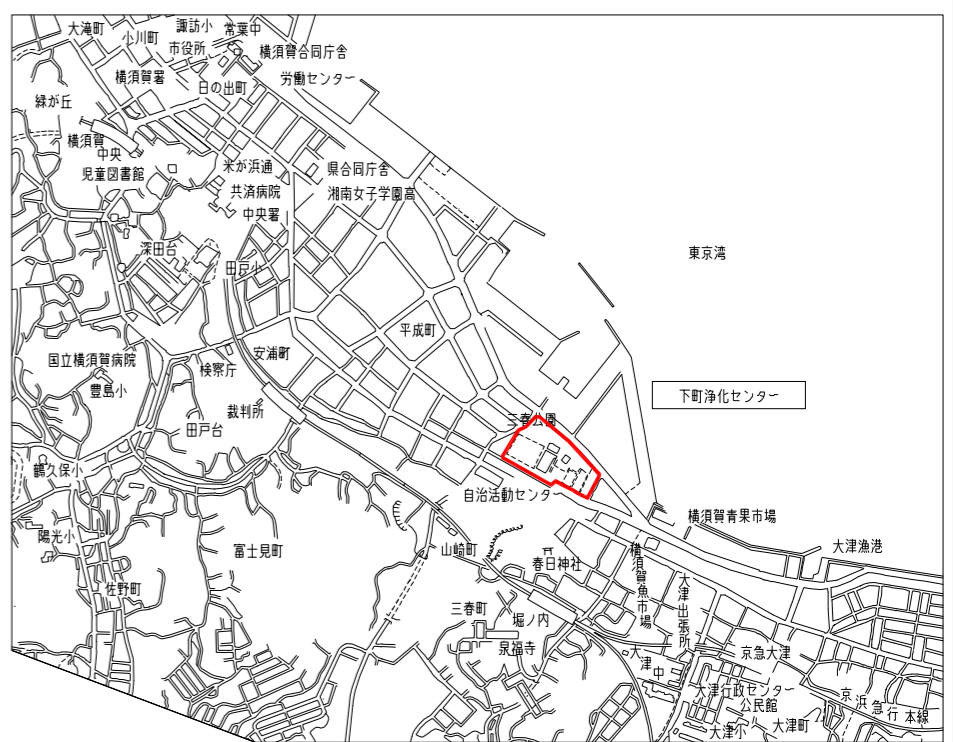 大滝町
小川町
諏訪小
常葉中
市役所
横須賀合同庁舎
横須賀署
日の出町
労働センター
緑が丘
横須賀
中央
児童図書館
米が浜通
県合同庁舎
共済病院
湘南女子学園高
中央署
深田台
田戸小
東京湾
平成町
安浦町
国立横須賀病院
検察庁
豊島小
下町浄化センター
裁判所
三春公園
田戸台
鶴久保小
自治活動センター
横須賀青果市場
陽光小
大津漁港
富士見町
山崎町
春日神社
横須賀魚市場
大津出張所
佐野町
三春町
堀ノ内
泉福寺
大津中
京急大津
大津行政センター
公民館
京浜急行本線
大津町
大津小